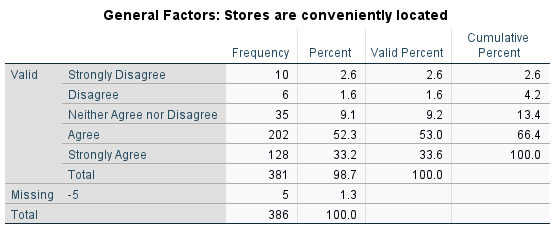 General Factors: Stores are conveniently located
Frequency Percent Valid Percent Cumulative Percent
Valid Strongly Disagree 10 2.6 2.6 2.6
Disagree 6 1.6 1.6 4.2
Neither Agree nor Disagree 35 9.1 9.2 13.4
Agree 202 52.3 53.0 66.4
Strongly Agree 128 33.2 33.6 100.0
Total 381 98.7 100.0
Missing -5 5 1.3
Total 386 100.0